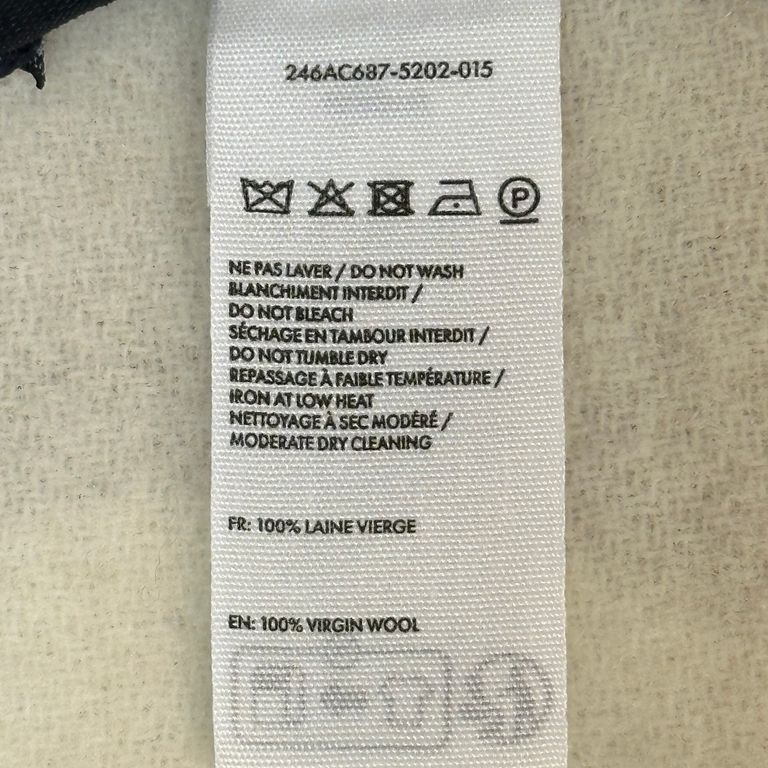 246AC687-5202-015
P
NE PAS LAVER / DO NOT WASH
BLANCHIMENT INTERDIT /
DO NOT BLEACH
SÉCHAGE EN TAMBOUR INTERDIT /
DO NOT TUMBLE DRY
REPASSAGE À FAIBLE TEMPÉRATURE /
IRON AT LOW HEAT
NETTOYAGE À SEC MODÉRÉ /
MODERATE DRY CLEANING
FR: 100% LAINE VIERGE
EN: 100% VIRGIN WOOL